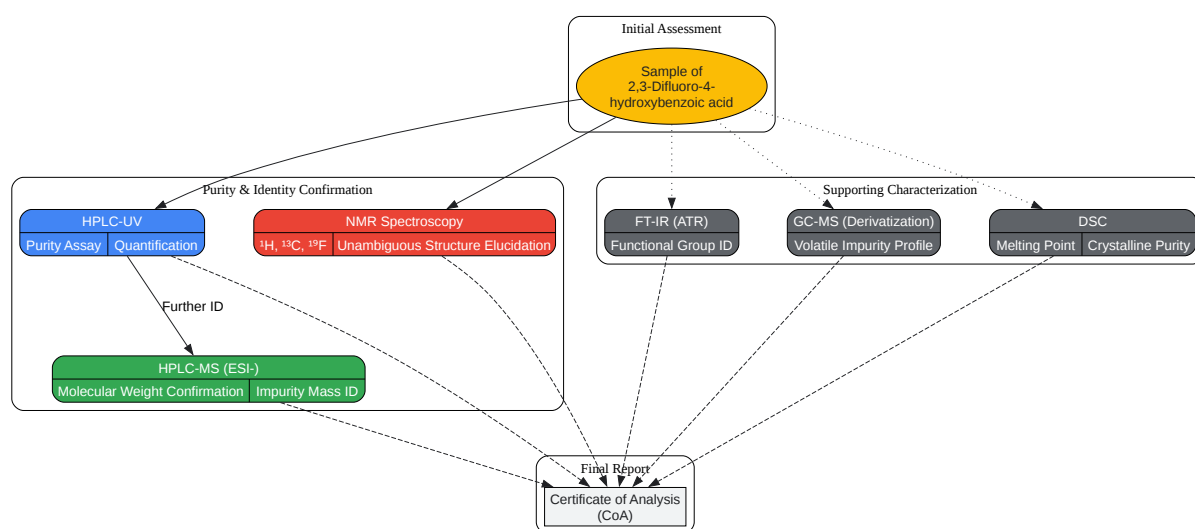 Initial Assessment
Sample of
2,3-Difluoro-4-
hydroxybenzoic acid
Purity & Identity Confirmation
Supporting Characterization
HPLC-UV
Purity Assay
Quantification
NMR Spectroscopy
¹H, ¹³C, ¹⁹F
Unambiguous Structure Elucidation
FT-IR (ATR)
Functional Group ID
GC-MS (Derivatization)
Volatile Impurity Profile
DSC
Melting Point
Crystalline Purity
Further ID
HPLC-MS (ESI-)
Molecular Weight Confirmation
Impurity Mass ID
Final Report
Certificate of Analysis
(CoA)